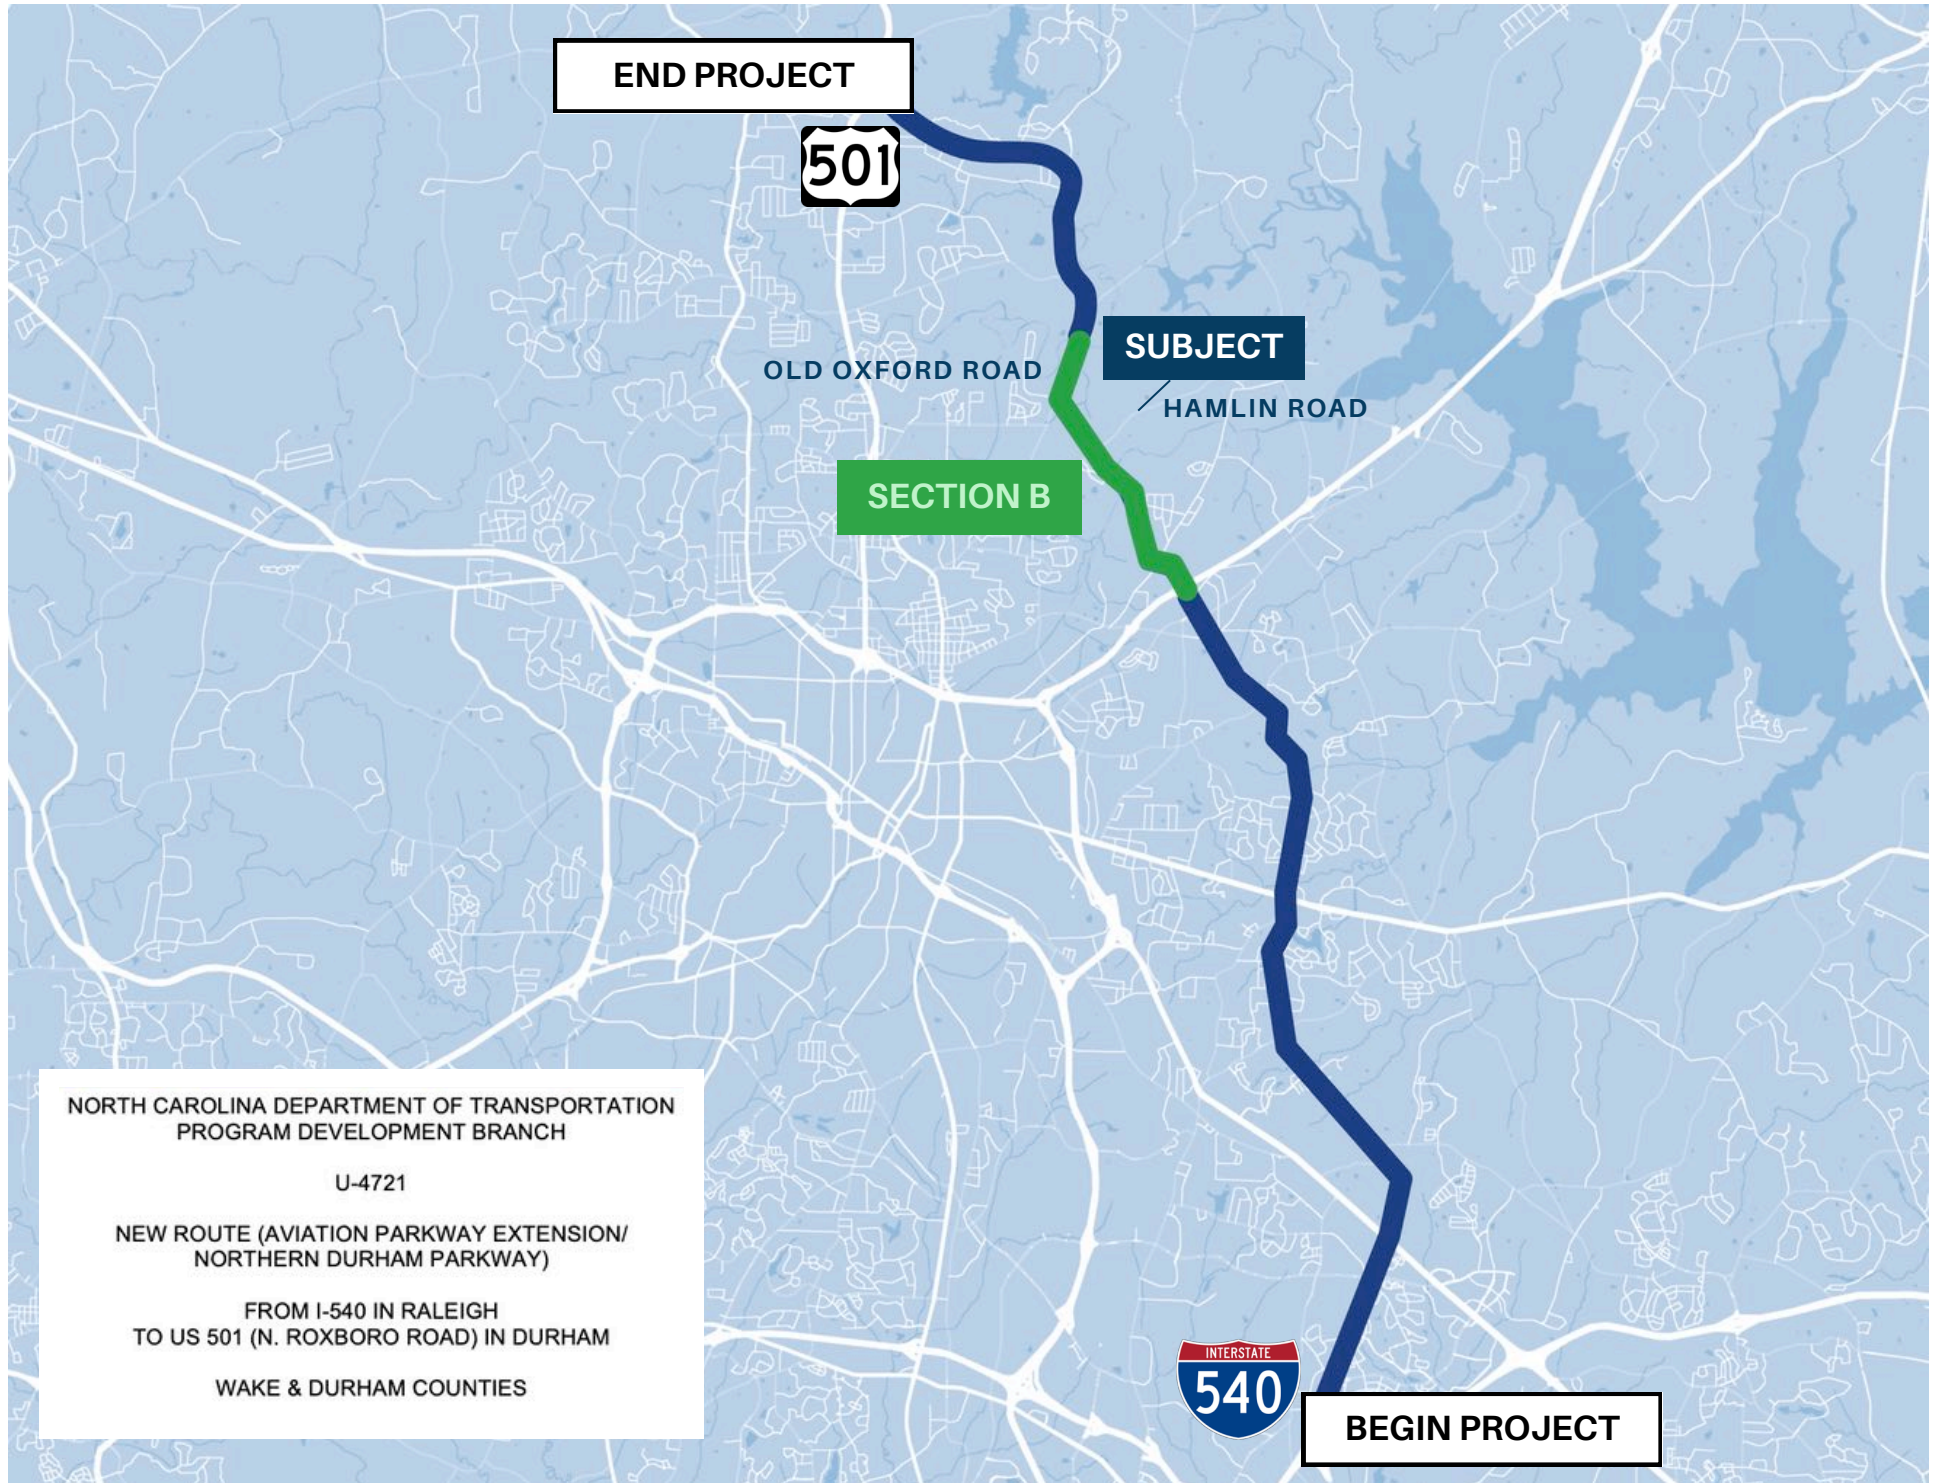 END PROJECT
501
SUBJECT
OLD OXFORD ROAD
HAMLIN ROAD
SECTION B
NORTH CAROLINA DEPARTMENT OF TRANSPORTATION
PROGRAM DEVELOPMENT BRANCH
U-4721
NEW ROUTE (AVIATION PARKWAY EXTENSION/
NORTHERN DURHAM PARKWAY)
FROM I-540 IN RALEIGH
TO US 501 (N. ROXBORO ROAD) IN DURHAM
WAKE & DURHAM COUNTIES
INTERSTATE
540
BEGIN PROJECT